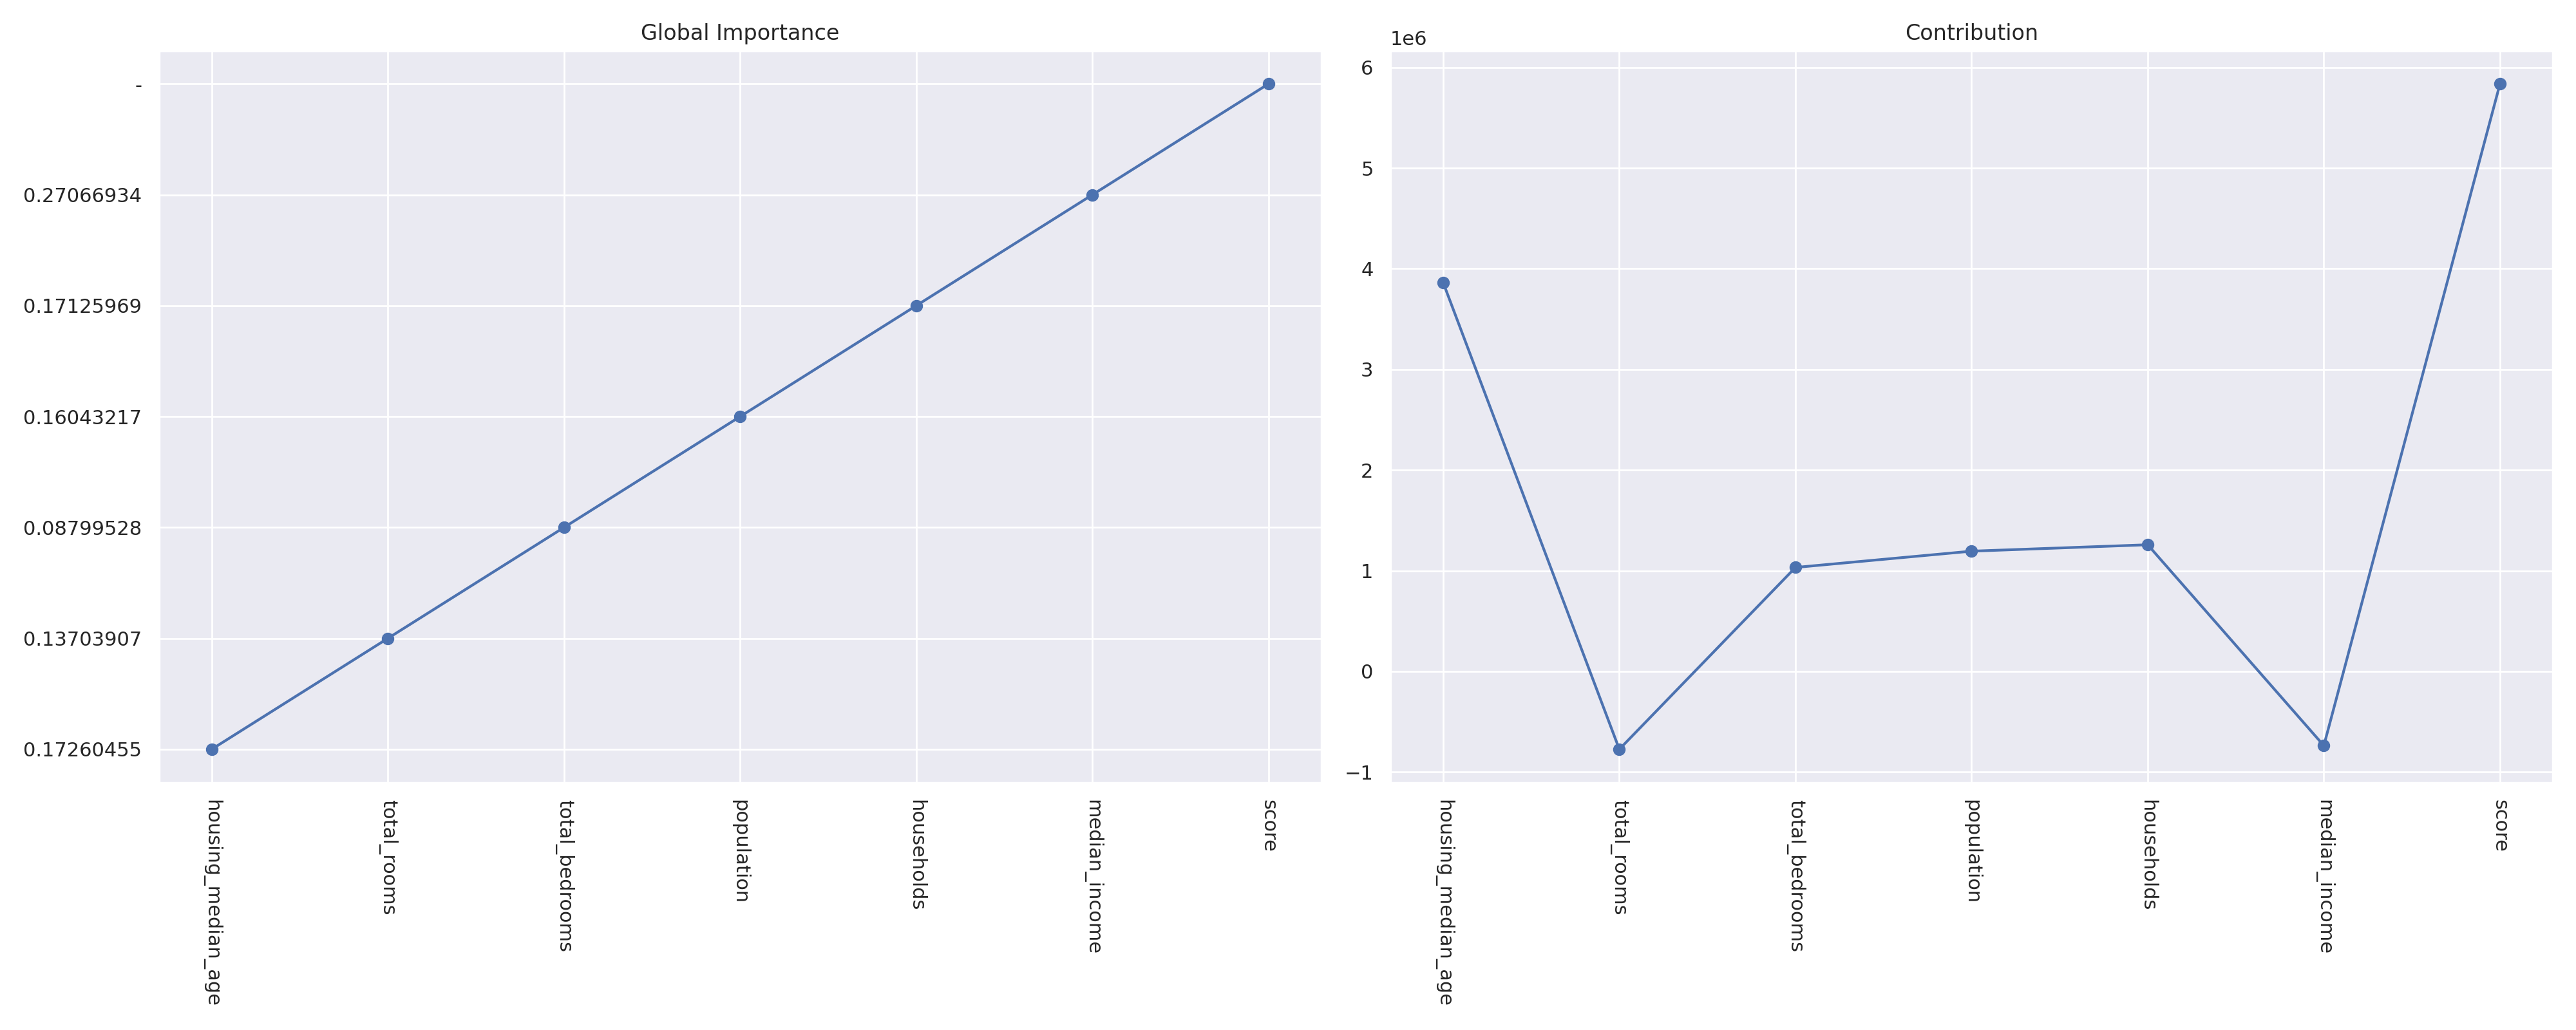 Global Importance
-
0.27066934
0.17125969
0.16043217
0.08799528
0.13703907
0.17260455
housing_median_age
total_rooms
total_bedrooms
population
households
median_income
score
Contribution
1e6
6
5
4
3
2
1
0
−1
housing_median_age
total_rooms
total_bedrooms
population
households
median_income
score